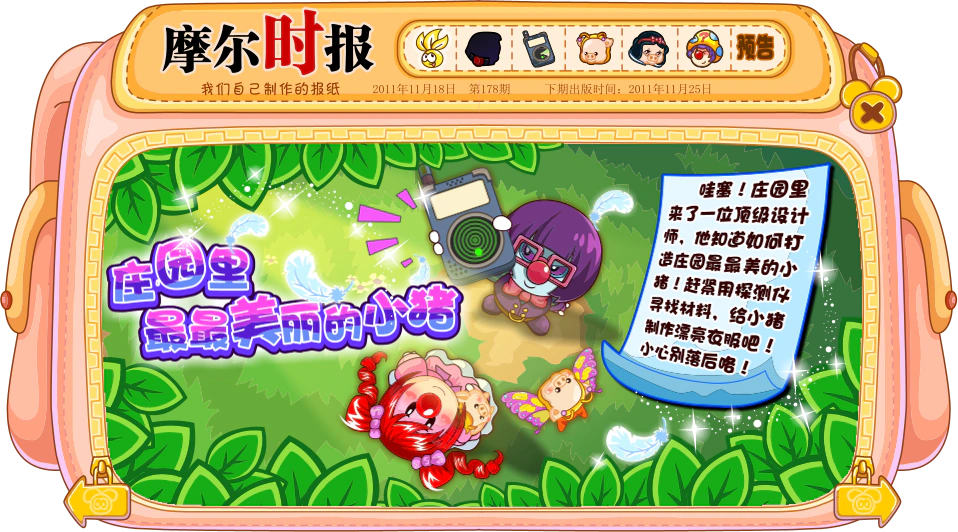 摩尔时报
预告
我们自己制作的报纸 2011年11月18日 第178期 下期出版时间：2011年11月25日
庄园里
最最美丽的小猪
哇塞！庄园里
来了一位顶级设计
师，他知道如何打
造庄园最最美的小
猪！赶紧用探测仪
寻找材料，给小猪
制作漂亮衣服吧！
小心别落后咯！